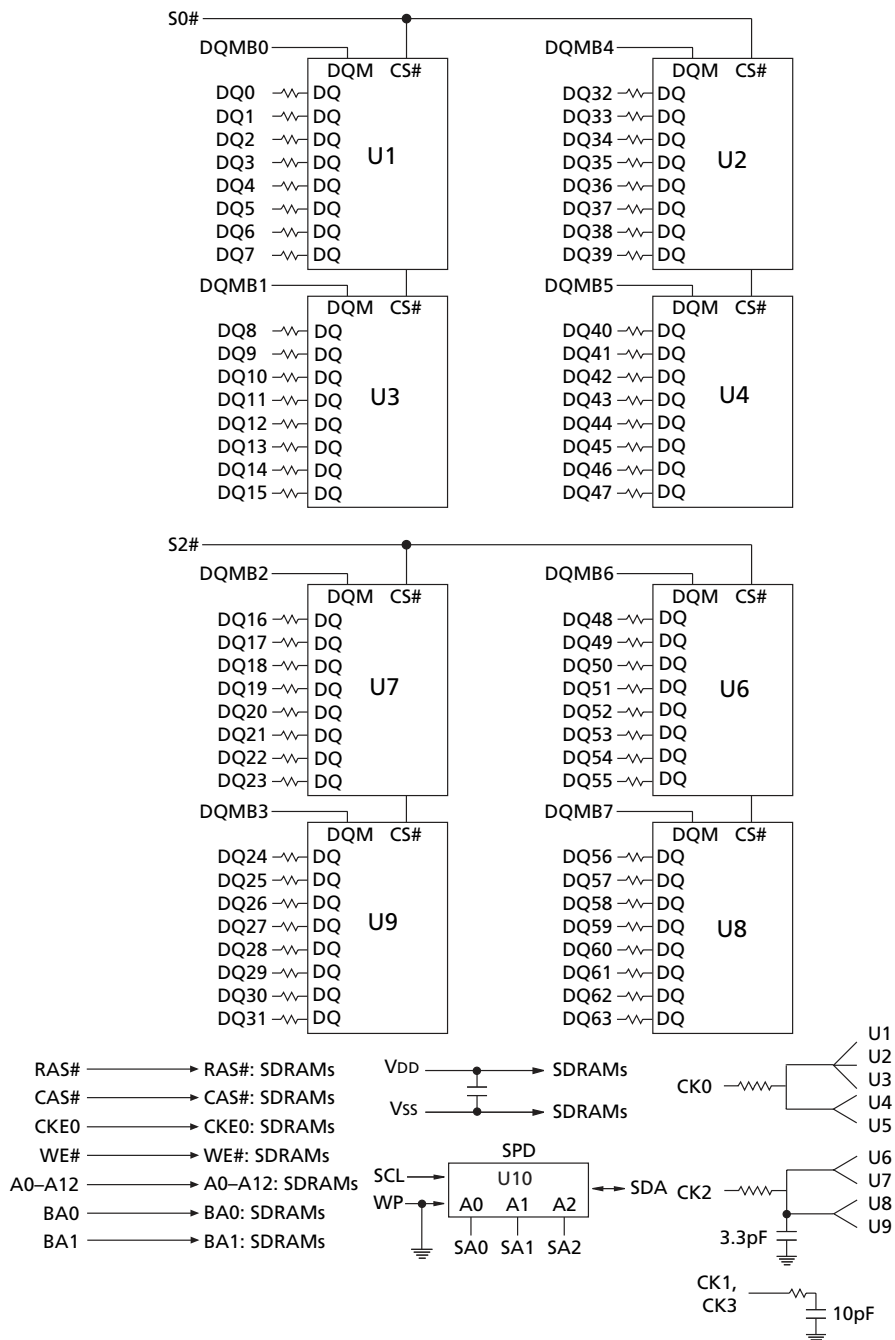 S0#
DQMB0 DQMB4
DQM CS# DQM CS#
DQ0 DQ DQ32 DQ
DQ1 DQ DQ33 DQ
DQ2 DQ DQ34 DQ
DQ3 DQ U1 DQ35 DQ U2
DQ4 DQ DQ36 DQ
DQ5 DQ DQ37 DQ
DQ6 DQ DQ38 DQ
DQ7 DQ DQ39 DQ
DQMB1 DQMB5
DQM CS# DQM CS#
DQ8 DQ DQ40 DQ
DQ9 DQ DQ41 DQ
DQ10 DQ DQ42 DQ
DQ11 DQ U3 DQ43 DQ U4
DQ12 DQ DQ44 DQ
DQ13 DQ DQ45 DQ
DQ14 DQ DQ46 DQ
DQ15 DQ DQ47 DQ
S2#
DQMB2 DQMB6
DQM CS# DQM CS#
DQ16 DQ DQ48 DQ
DQ17 DQ DQ49 DQ
DQ18 DQ DQ50 DQ
DQ19 DQ U7 DQ51 DQ U6
DQ20 DQ DQ52 DQ
DQ21 DQ DQ53 DQ
DQ22 DQ DQ54 DQ
DQ23 DQ DQ55 DQ
DQMB3 DQMB7
DQM CS# DQM CS#
DQ24 DQ DQ56 DQ
DQ25 DQ DQ57 DQ
DQ26 DQ DQ58 DQ
DQ27 DQ U9 DQ59 DQ U8
DQ28 DQ DQ60 DQ
DQ29 DQ DQ61 DQ
DQ30 DQ DQ62 DQ
DQ31 DQ DQ63 DQ
RAS# RAS#: SDRAMs
CAS# CAS#: SDRAMs
CKE0 CKE0: SDRAMs
WE# WE#: SDRAMs
A0–A12 A0–A12: SDRAMs
BA0 BA0: SDRAMs
BA1 BA1: SDRAMs
VDD SDRAMs
VSS SDRAMs
SPD
U10
SCL
WP
A0 A1 A2
SDA
SA0 SA1 SA2
CK0
U1
U2
U3
U4
U5
CK2
U6
U7
U8
U9
3.3pF
CK1,
CK3
10pF